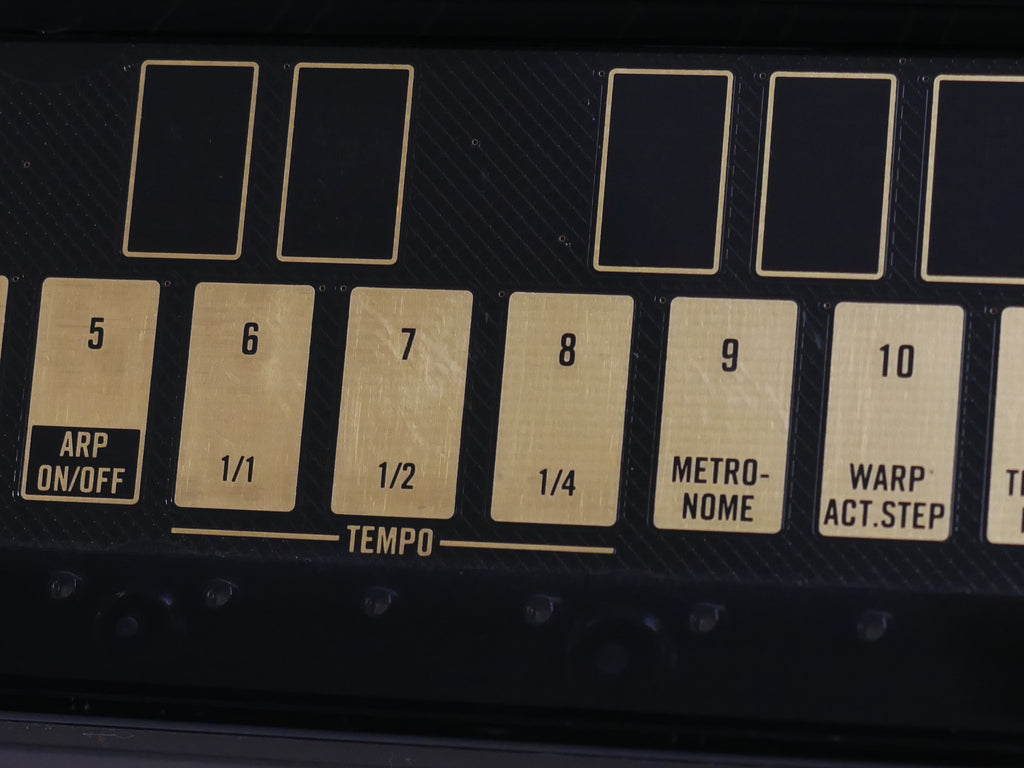 5
6
7
8
9
10
ARP
ON/OFF
1/1
1/2
1/4
METRO-
NOME
WARP
ACT.STEP
TEMPO